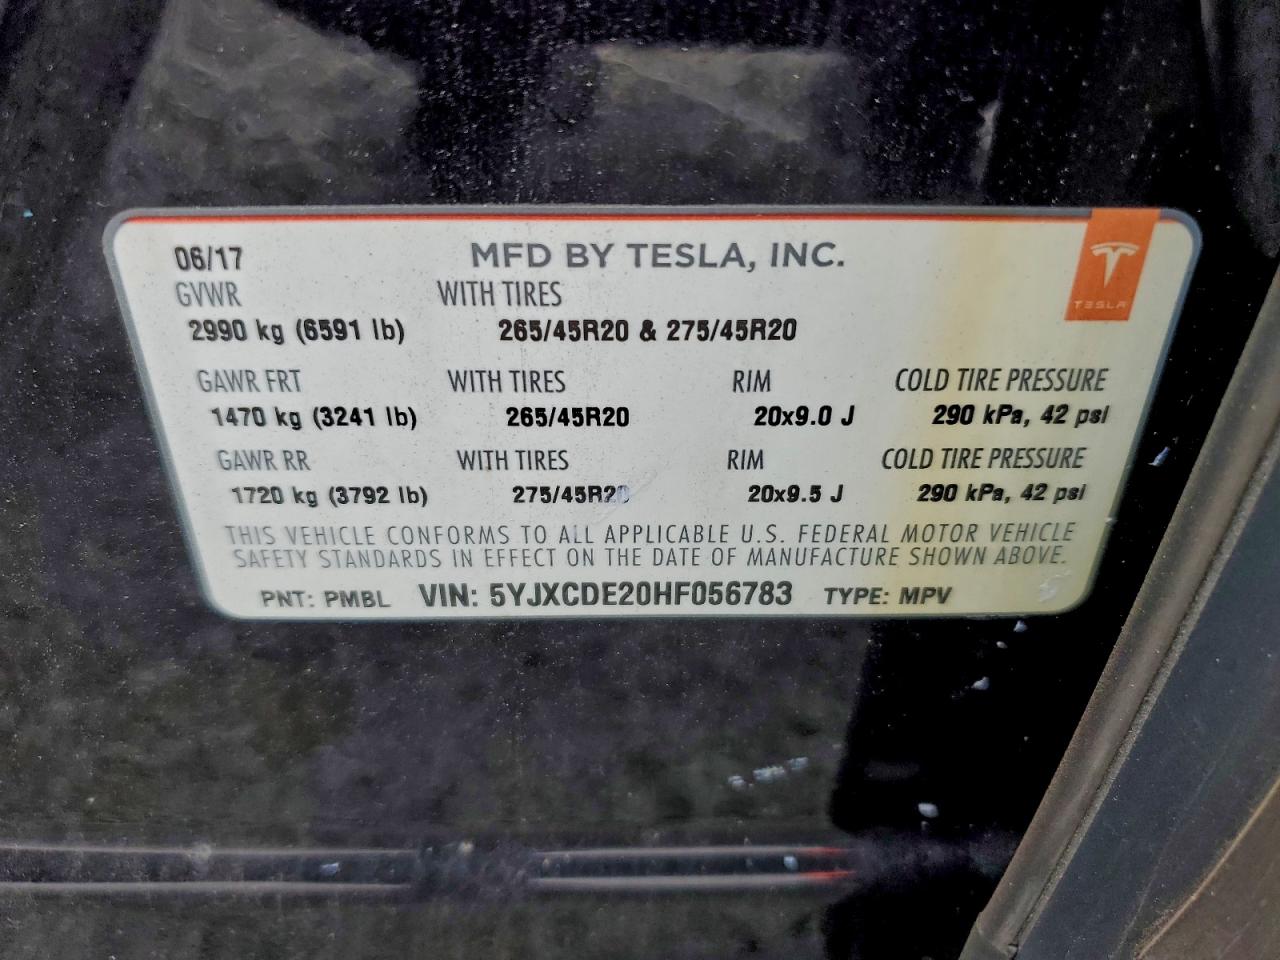 06/17 MFD BY TESLA, INC.
TESLA
GVWR WITH TIRES
2990 kg (6591 lb) 265/45R20 & 275/45R20
GAWR FRT WITH TIRES RIM COLD TIRE PRESSURE
1470 kg (3241 lb) 265/45R20 20x9.0 J 290 kPa, 42 psi
GAWR RR WITH TIRES RIM COLD TIRE PRESSURE
1720 kg (3792 lb) 275/45R20 20x9.5 J 290 kPa, 42 psi
THIS VEHICLE CONFORMS TO ALL APPLICABLE U.S. FEDERAL MOTOR VEHICLE
SAFETY STANDARDS IN EFFECT ON THE DATE OF MANUFACTURE SHOWN ABOVE.
PNT: PMBL VIN: 5YJXCDE20HF056783 TYPE: MPV